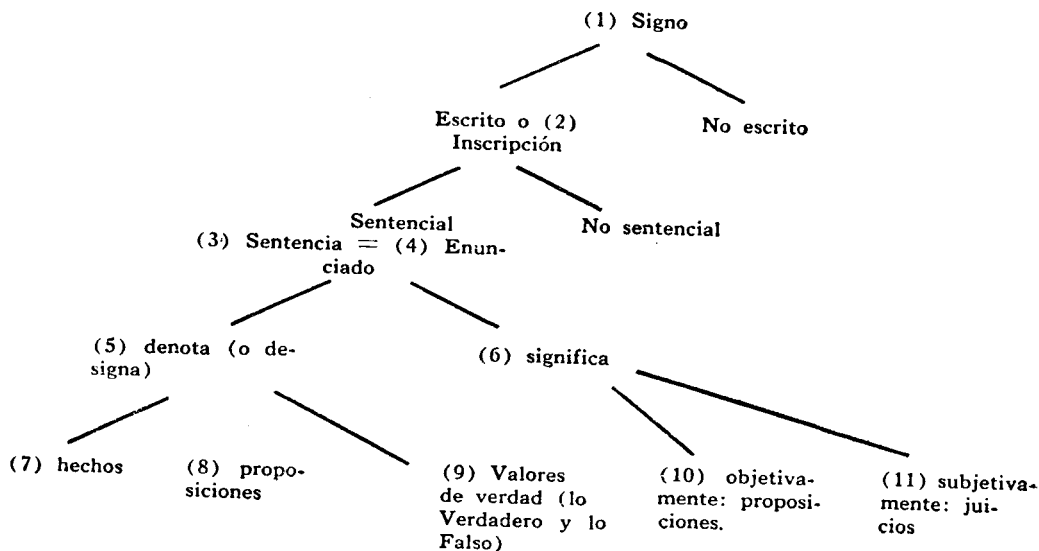 (1) Signo
Escrito o (2)
Inscripción
No escrito
Sentencial
(3) Sentencia = (4) Enun-
ciado
No sentencial
(5) denota (o de-
signa)
(6) significa
(7) hechos
(8) propo-
siciones
(9) Valores
de verdad (lo
Verdadero y lo
Falso)
(10) objetiva-
mente: proposi-
ciones.
(11) subjetiva-
mente: jui-
cios